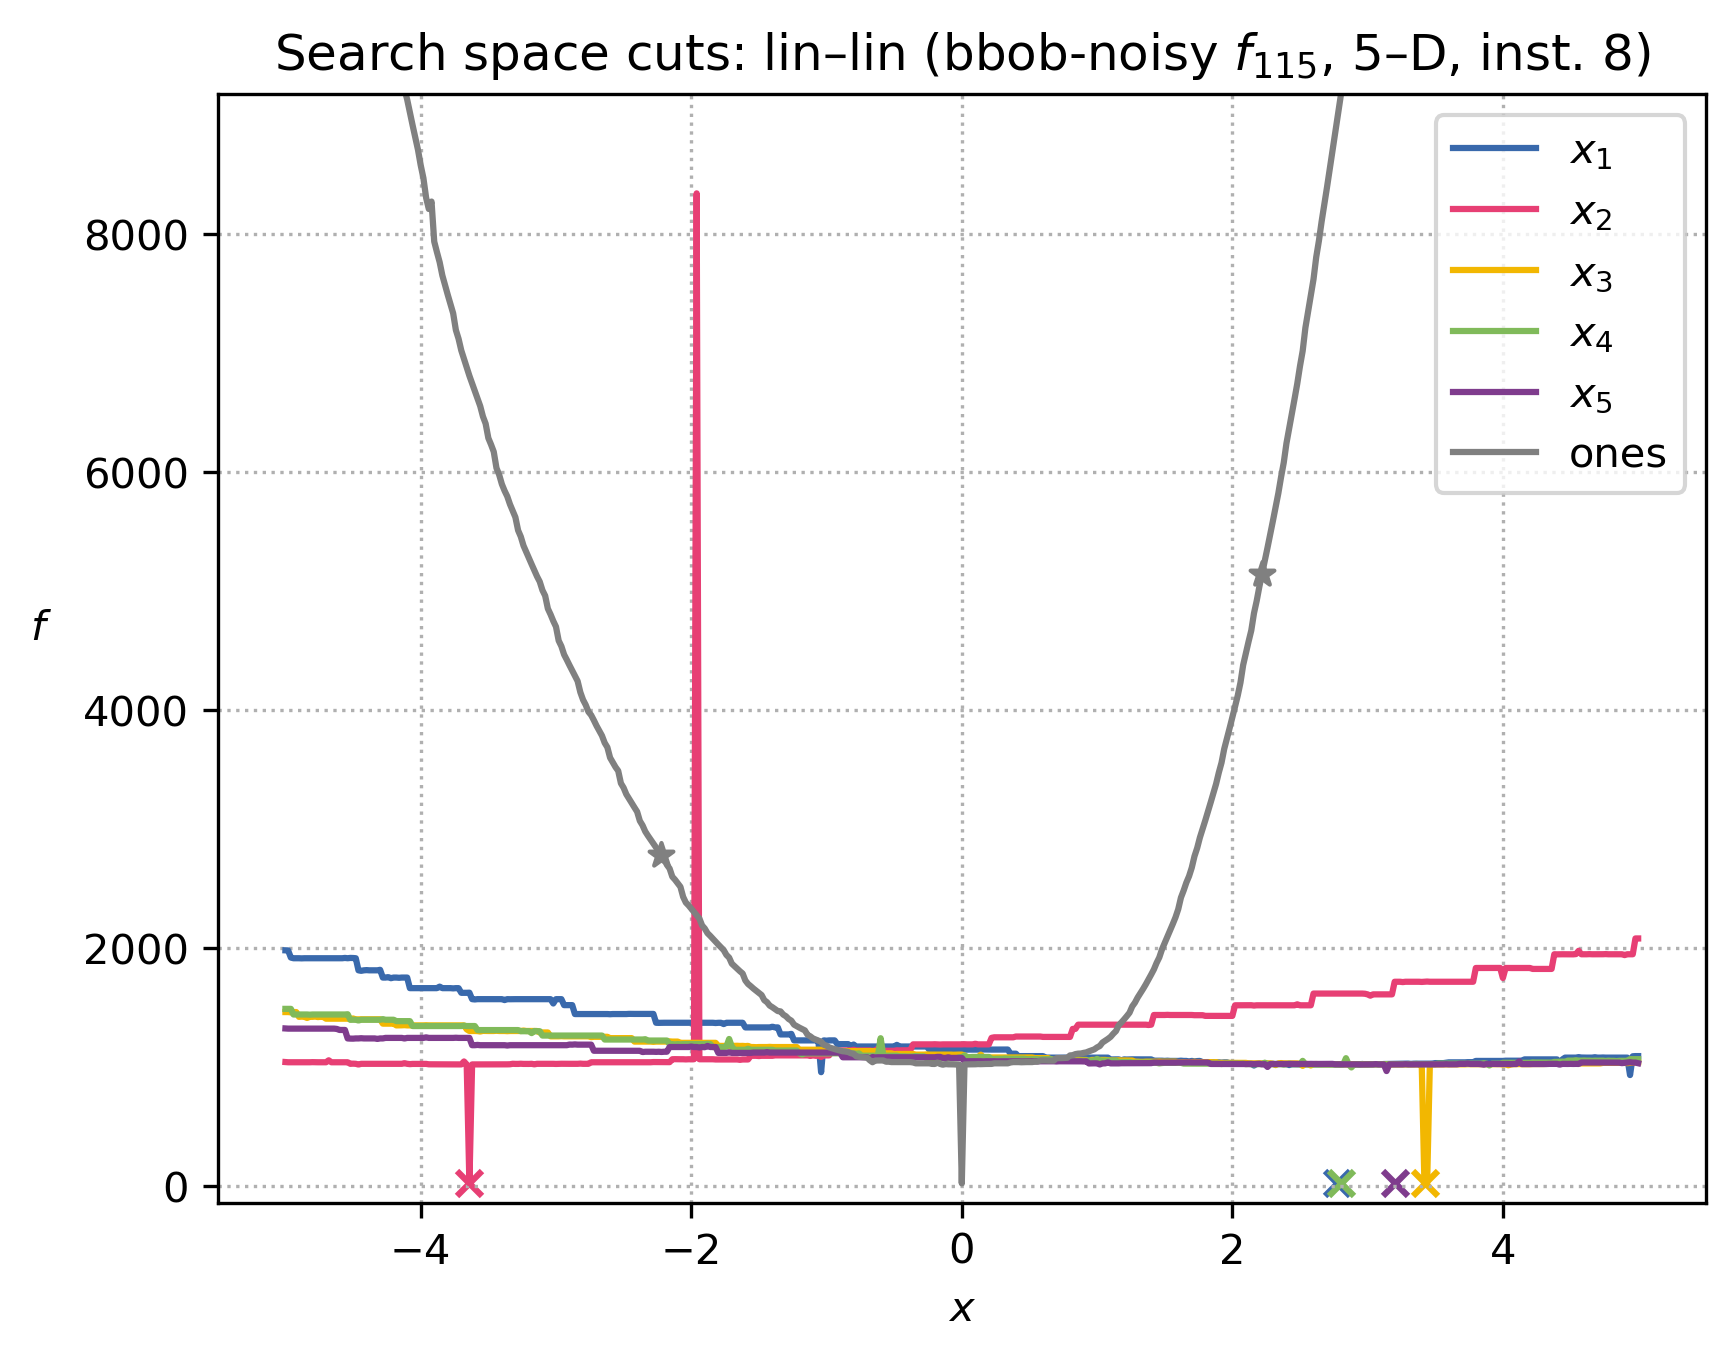 Search space cuts: lin–lin (bbob-noisy f₁₁₅, 5–D, inst. 8)
x₁
x₂
x₃
x₄
x₅
ones
8000
6000
4000
2000
0
f
−4
−2
0
2
4
x